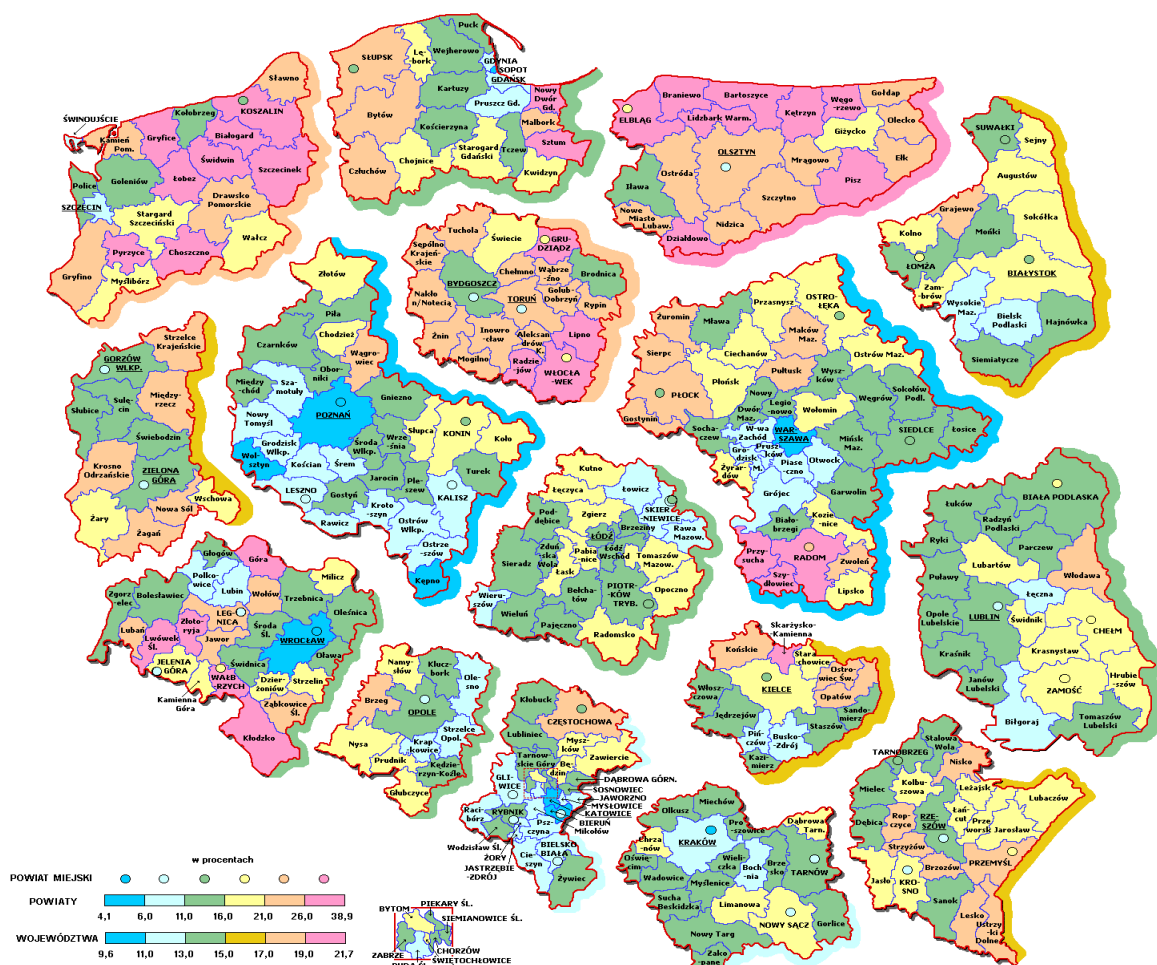 Sławno
KOSZALIN
Kołobrzeg
ŚWINOUJŚCIE
Kamień
Pom.
Gryfice
Białogard
Świdwin
Szczecinek
Police
Goleniów
Łobez
SZCZECIN
Drawsko
Pomorskie
Stargard
Szczeciński
Wałcz
Pyrzyce
Choszczno
Gryfino
Myślibórz
Puck
SŁUPSK
Lę-
bork
Wejherowo
GDYNIA
SOPOT
GDAŃSK
Kartuzy
Pruszcz Gd.
Nowy
Dwór
Gd.
Bytów
Kościerzyna
Malbork
Tczew
Sztum
Starogard
Gdański
Chojnice
Człuchów
Kwidzyn
Braniewo
Bartoszyce
Węgo
-rzewo
Gołdap
ELBLĄG
Lidzbark Warm.
Kętrzyn
Olecko
Giżycko
OLSZTYN
Ełk
Mrągowo
Ostróda
Pisz
Iława
Szczytno
Nowe
Miasto
Lubaw.
Nidzica
Działdowo
SUWAŁKI
Sejny
Augustów
Grajewo
Sokółka
Kolno
Mońki
ŁOMŻA
BIAŁYSTOK
Zam-
brów
Wysokie
Maz.
Bielsk
Podlaski
Hajnówka
Siemiatycze
Tuchola
Sępólno
Krajeń-
skie
Świecie
GRU-
DZIĄDZ
Chełmno
Wąbrze-
źno
Brodnica
BYDGOSZCZ
Golub-
Dobrzyń
TORUŃ
Nakło
n/Notecią
Rypin
Inowro
-cław
Aleksan-
drów
K.
Lipno
Żnin
Mogilno
Radzie-
jów
WŁOCŁA
-WEK
Złotów
Piła
Chodzież
Czarnków
Wągro-
wiec
Obor-
niki
Między
-chód
Sza-
motuły
POZNAŃ
Gniezno
Nowy
Tomyśl
Słupca
KONIN
Koło
Wrze
-śnia
Grodzisk
Wlkp.
Środa
Wlkp.
Wol-
sztyn
Kościan
Śrem
Turek
Jarocin
Ple-
szew
LESZNO
Gostyń
KALISZ
Kroto-
szyn
Rawicz
Ostrów
Wlkp.
Ostrze-
szów
Kępno
Strzelce
Krajeńskie
GORZÓW
WLKP.
Między-
rzecz
Sulę-
cin
Słubice
Świebodzin
Krosno
Odrzańskie
ZIELONA
GÓRA
Wschowa
Nowa Sól
Żary
Żagań
Żuromin
Przasnysz
OSTRO-
ŁĘKA
Mława
Maków
Maz.
Sierpc
Ciechanów
Ostrów Maz.
Pułtusk
Płońsk
Wysz-
ków
PŁOCK
Nowy
Dwór
Maz.
Legio
-nowo
Wołomin
Węgrów
Sokołów
Podl.
Gostynin
Socha-
czew
W-wa
Zachód
WAR-
SZAWA
SIEDLCE
Łosice
Gro-
dzisk
M.
Prusz-
ków
Mińsk
Maz.
Żyrar-
dów
Piase
-czno
Otwock
Grójec
Garwolin
Biało-
brzegi
Kozie
-nice
Przy-
sucha
RADOM
Zwoleń
Szy-
dłowiec
Lipsko
Kutno
Łęczyca
Łowicz
Zgierz
SKIER
-NIEWICE
Pod-
dębice
Brzeziny
ŁÓDŹ
Rawa
Mazow.
Zduń-
ska
Wola
Pabia
-nice
Łódź
Wschód
Sieradz
Łask
Tomaszów
Mazow.
Wieru-
szów
Bełcha-
tów
PIOTR-
KÓW
TRYB.
Opoczno
Wieluń
Pajęczno
Radomsko
BIAŁA PODLASKA
Łuków
Radzyń
Podlaski
Ryki
Parczew
Lubartów
Włodawa
Puławy
Łęczna
Opole
Lubelskie
LUBLIN
Świdnik
CHEŁM
Kraśnik
Krasnystaw
Janów
Lubelski
ZAMOŚĆ
Hrubie-
szów
Biłgoraj
Tomaszów
Lubelski
Głogów
Góra
Polko-
wice
Lubin
Milicz
Zgorz
-elec
Bolesławiec
Wołów
Trzebnica
LEG-
NICA
Oleśnica
Złoto-
ryja
Lubań
Środa
Śl.
Lwówek
Śl.
Jawor
WROCŁAW
Oława
JELENIA
GÓRA
Świdnica
WAŁB-
RZYCH
Dzier-
żoniów
Strzelin
Kamienna
Góra
Ząbkowice
Śl.
Kłodzko
Namy-
słów
Klucz-
bork
Ole-
sno
Brzeg
OPOLE
Strzelce
Opol.
Nysa
Krap
-kowice
Prudnik
Kędzie-
rzyn-Koźle
Głubczyce
Kłobuck
CZĘSTOCHOWA
Lubliniec
Mysz-
ków
Tarnow-
skie Góry
Zawiercie
Bę-
dzin
DĄBROWA GÓRN.
GLI-
WICE
SOSNOWIEC
JAWORZNO
MYSŁOWICE
KATOWICE
Raci
bórz
RYBNIK
BIERUŃ
Mikołów
Psz-
czyna
Wodzisław Śl.
ŻORY
JASTRZĘBIE
-ZDRÓJ
Cie
szyn
BIELSKO
BIAŁA
Żywiec
Skarżysko-
Kamienna
Końskie
Stara
chowice
Ostro-
wiec Św.
KIELCE
Opatów
Włosz-
czowa
Sando-
mierz
Jędrzejów
Staszów
Piń-
czów
Busko-
Zdrój
Kazi-
mierz
Olkusz
Miechów
Pro-
szowice
Dąbrowa
Tarn.
Chrza
-nów
KRAKÓW
Oświę-
cim
Wieli-
czka
Boch-
nia
Brze-
sko
TARNÓW
Wadowice
Myślenice
Sucha
Beskidzka
Limanowa
NOWY SĄCZ
Gorlice
Nowy Targ
Zako-
pane
Stalowa
Wola
TARNOBRZEG
Nisko
Mielec
Kolbu-
szowa
Leżajsk
Lubaczów
Łań-
cut
Dębica
Rop-
czyce
RZE-
SZÓW
Prze
worsk
Jarosław
Strzyżów
PRZEMYŚL
Jasło
KRO-
SNO
Brzozów
Sanok
Lesko
Ustrzy-
ki
Dolne
w procentach
POWIAT MIEJSKI
POWIATY
4,1 6,0 11,0 16,0 21,0 26,0 38,9
WOJEWÓDZTWA
9,6 11,0 13,0 15,0 17,0 19,0 21,7
PIEKARY ŚL.
BYTOM
SIEMIANOWICE ŚL.
CHORZÓW
ZABRZE
ŚWIĘTOCHŁOWICE